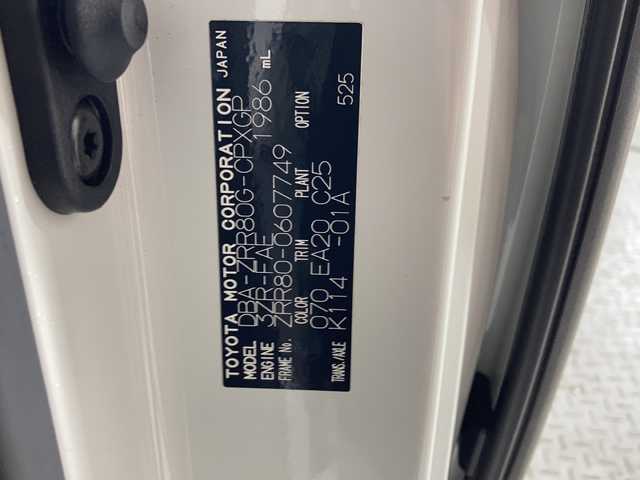 TOYOTA MOTOR CORPORATION JAPAN
MODEL DBA-ZRR80G-CPXGP
ENGINE 3ZR-FAE 1986 mL
FRAME No. ZRR80-0607749
COLOR TRIM PLANT OPTION
070 EA20 C25 525
TRANS./AXLE K114 -01A